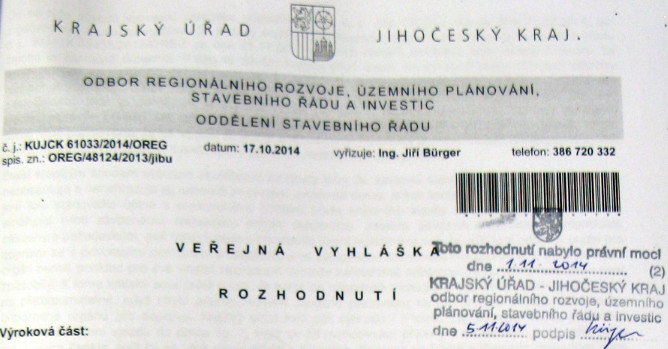 KRAJSKÝ ÚŘAD JIHOČESKÝ KRAJ.
ODBOR REGIONÁLNÍHO ROZVOJE, ÚZEMNÍHO PLÁNOVÁNÍ,
STAVEBNÍHO ŘÁDU A INVESTIC
ODDĚLENÍ STAVEBNÍHO ŘÁDU
č. j.: KUJCK 61033/2014/OREG datum: 17.10.2014 vyřizuje: Ing. Jiří Bürger telefon: 386 720 332
spis. zn.: OREG/48124/2013/jibu
VEŘEJNÁ VYHLÁŠKA
Toto rozhodnutí nabylo právní moci
dne 1.11.2014 (2)
ROZHODNUTÍ
KRAJSKÝ ÚŘAD - JIHOČESKÝ KRAJ
odbor regionálního rozvoje, územního
plánování, stavebního řádu a investic
dne 5.11.2014 podpis
Výroková část: